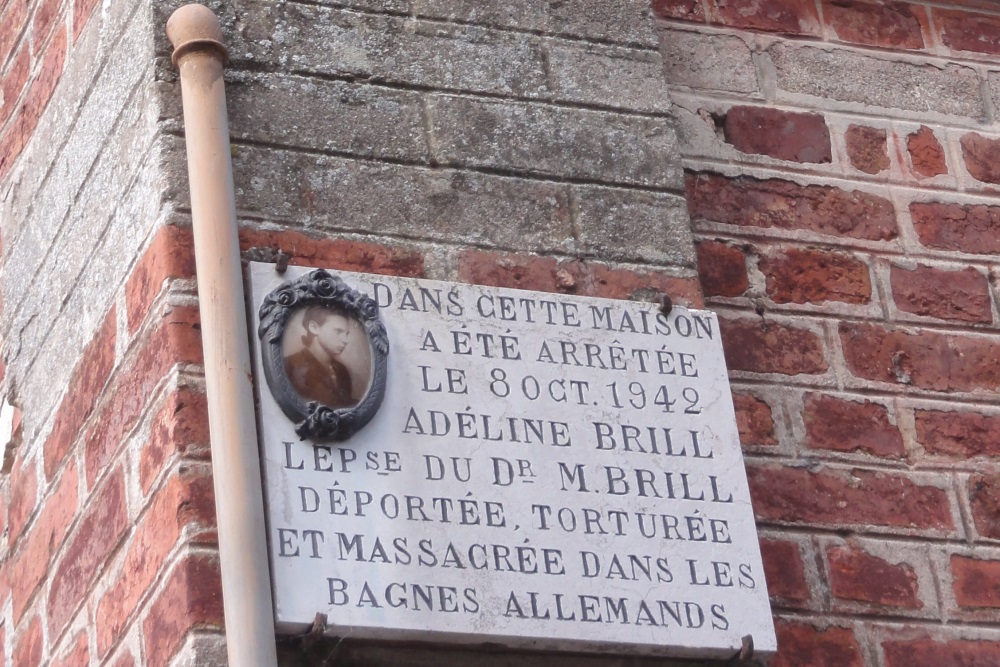 DANS CETTE MAISON
A ÉTÉ ARRÊTÉE
LE 8 OCT. 1942
ADÉLINE BRILL
LEPSE DU DR M. BRILL
DÉPORTÉE, TORTURÉE
ET MASSACRÉE DANS LES
BAGNES ALLEMANDS